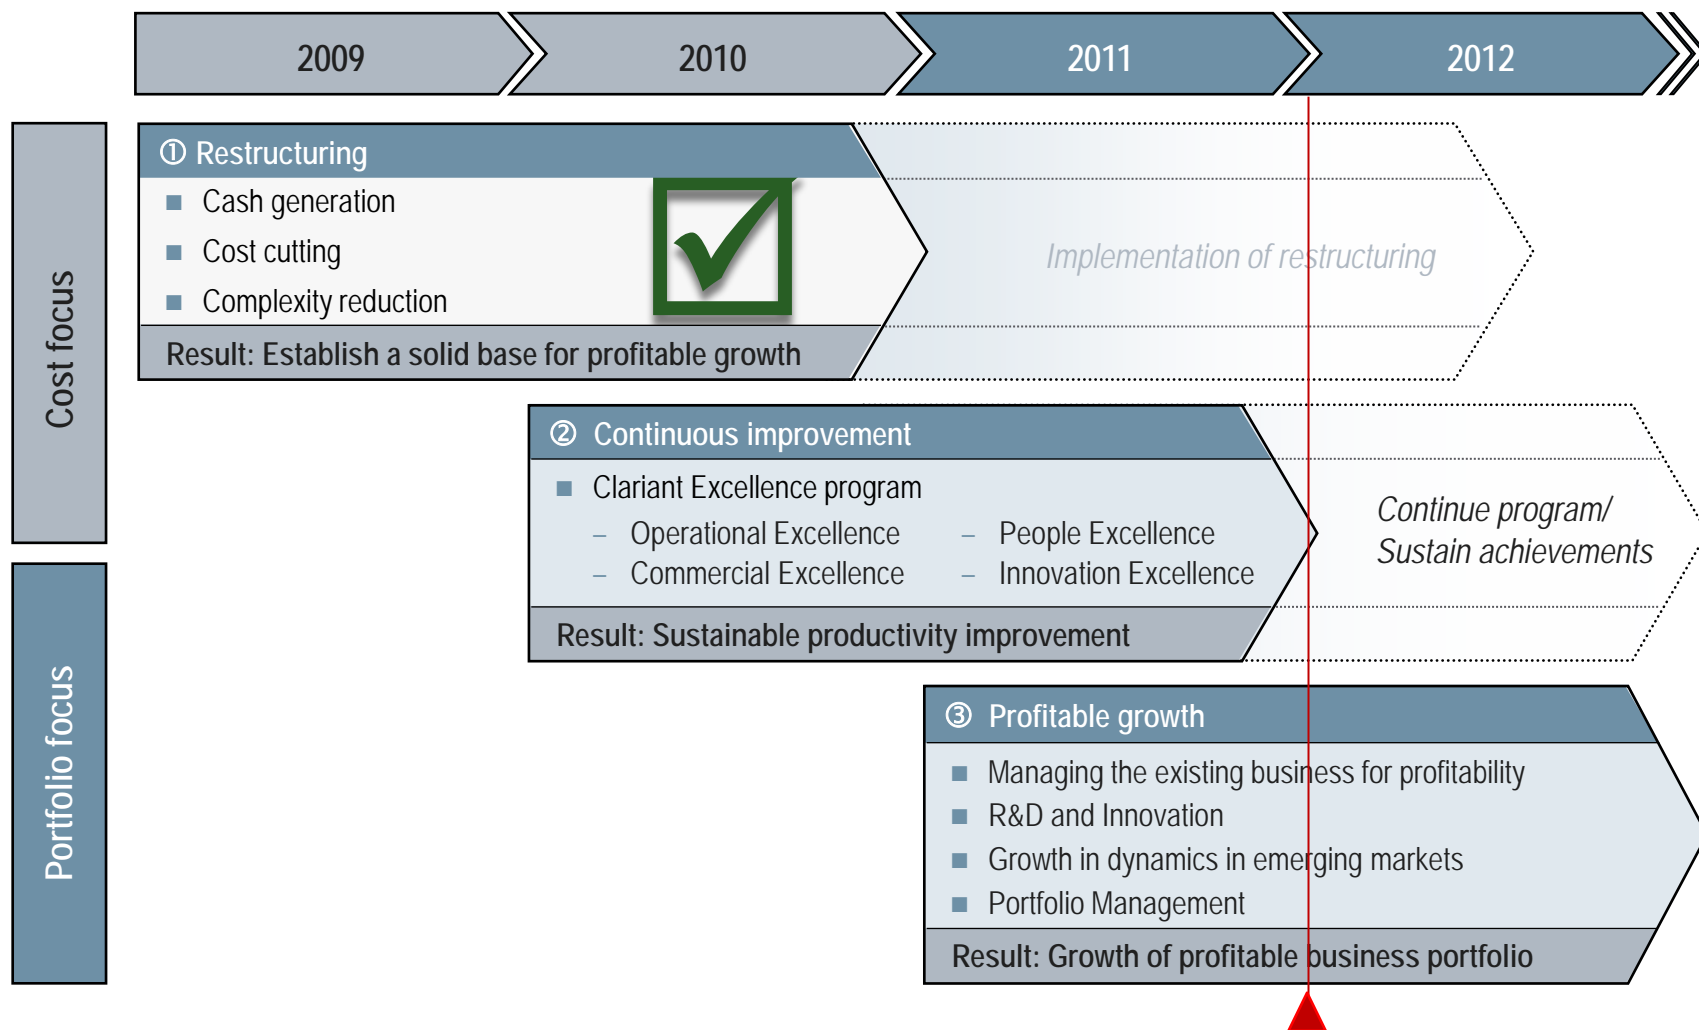 2009
2010
2011
2012
Cost focus
① Restructuring
■ Cash generation
■ Cost cutting
■ Complexity reduction
Result: Establish a solid base for profitable growth
Implementation of restructuring
② Continuous improvement
■ Clariant Excellence program
– Operational Excellence
– People Excellence
– Commercial Excellence
– Innovation Excellence
Result: Sustainable productivity improvement
Continue program/
Sustain achievements
Portfolio focus
③ Profitable growth
■ Managing the existing business for profitability
■ R&D and Innovation
■ Growth in dynamics in emerging markets
■ Portfolio Management
Result: Growth of profitable business portfolio